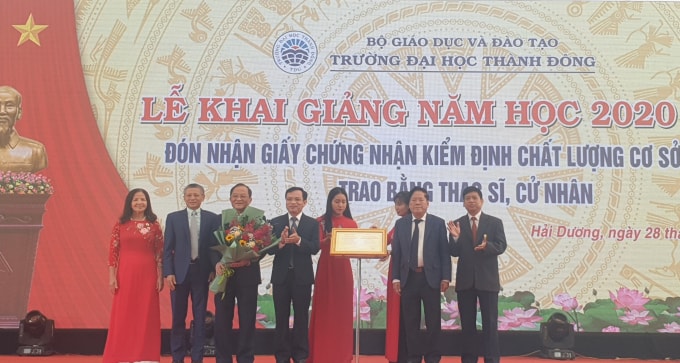 BỘ GIÁO DỤC VÀ ĐÀO TẠO
TRƯỜNG ĐẠI HỌC THÀNH ĐÔNG
LỄ KHAI GIẢNG NĂM HỌC 2020
ĐÓN NHẬN GIẤY CHỨNG NHẬN KIỂM ĐỊNH CHẤT LƯỢNG CƠ SỞ
TRAO BẰNG THẠC SĨ, CỬ NHÂN
Hải Dương, ngày 28